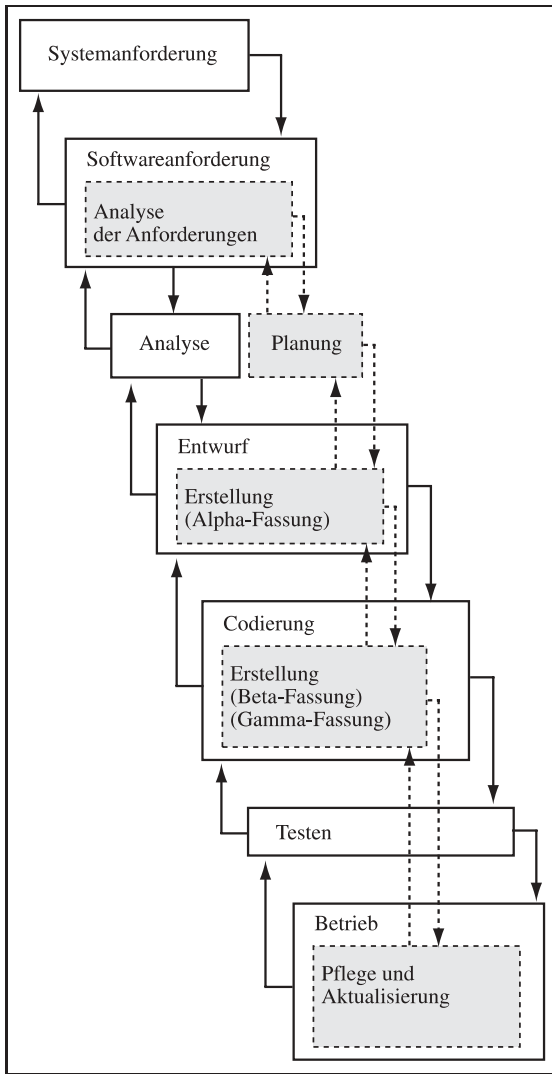 Systemanforderung
Softwareanforderung
Analyse
der Anforderungen
Analyse
Planung
Entwurf
Erstellung
(Alpha-Fassung)
Codierung
Erstellung
(Beta-Fassung)
(Gamma-Fassung)
Testen
Betrieb
Pflege und
Aktualisierung